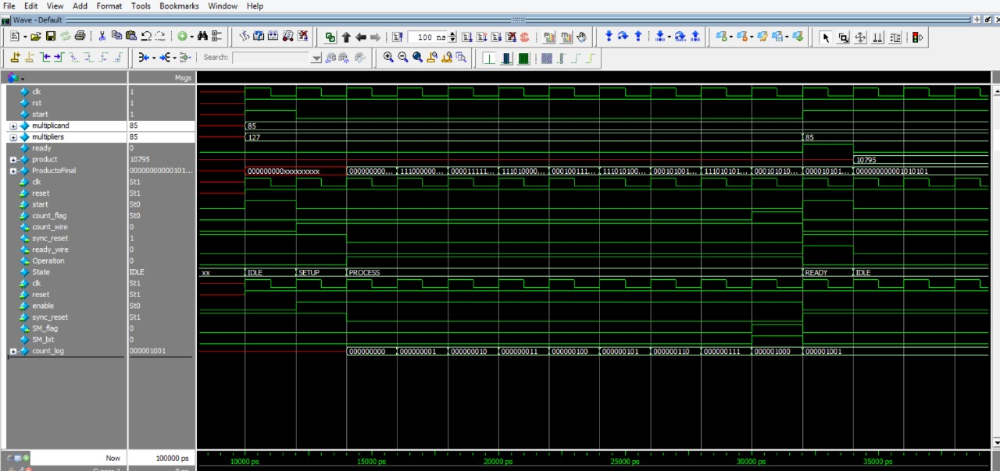 File Edit View Add Format Tools Bookmarks Window Help
Wave - Default
100 ns
Search:
Msgs
clk 1
rst 1
start 1
multiplicand 85 85
multipliers 85 127 85
ready 0
product 10795 10795
ProductoFinal 00000000000101... 000000000xxxxxxxxx 000000000... 111000000... 000011111... 111010000... 000100111... 111010100... 000101001... 111010101... 000101010... 000010101... 000000000001010101
clk St1
reset St1
start St0
count_flag St0
count_wire 0
sync_reset 1
ready_wire 0
Operation 0
State IDLE xx IDLE SETUP PROCESS READY IDLE
clk St1
reset St1
enable St0
sync_reset St1
SM_flag 0
SM_bit 0
count_log 000001001 000000000 000000001 000000010 000000011 000000100 000000101 000000110 000000111 000001000 000001001
Now 100000 ps 10000 ps 15000 ps 20000 ps 25000 ps 30000 ps 35000 ps